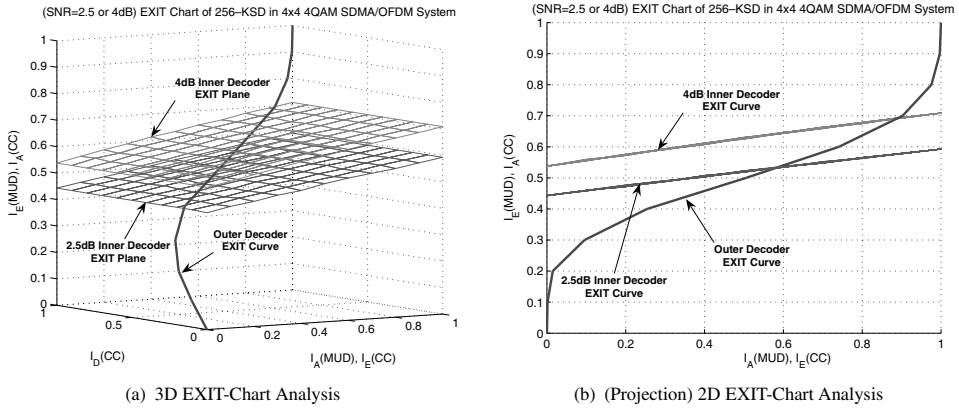 (SNR=2.5 or 4dB) EXIT Chart of 256–KSD in 4x4 4QAM SDMA/OFDM System
1
0.9
0.8
0.7
0.6
0.5
0.4
0.3
0.2
0.1
0
I_E(MUD), I_A(CC)
4dB Inner Decoder
EXIT Plane
2.5dB Inner Decoder
EXIT Plane
Outer Decoder
EXIT Curve
1
0.5
0
I_D(CC)
0
0.2
0.4
0.6
0.8
1
I_A(MUD), I_E(CC)
(a) 3D EXIT-Chart Analysis
(SNR=2.5 or 4dB) EXIT Chart of 256–KSD in 4x4 4QAM SDMA/OFDM System
1
0.9
0.8
0.7
0.6
0.5
0.4
0.3
0.2
0.1
0
I_E(MUD), I_A(CC)
4dB Inner Decoder
EXIT Curve
Outer Decoder
EXIT Curve
2.5dB Inner Decoder
EXIT Curve
0
0.2
0.4
0.6
0.8
1
I_A(MUD), I_E(CC)
(b) (Projection) 2D EXIT-Chart Analysis